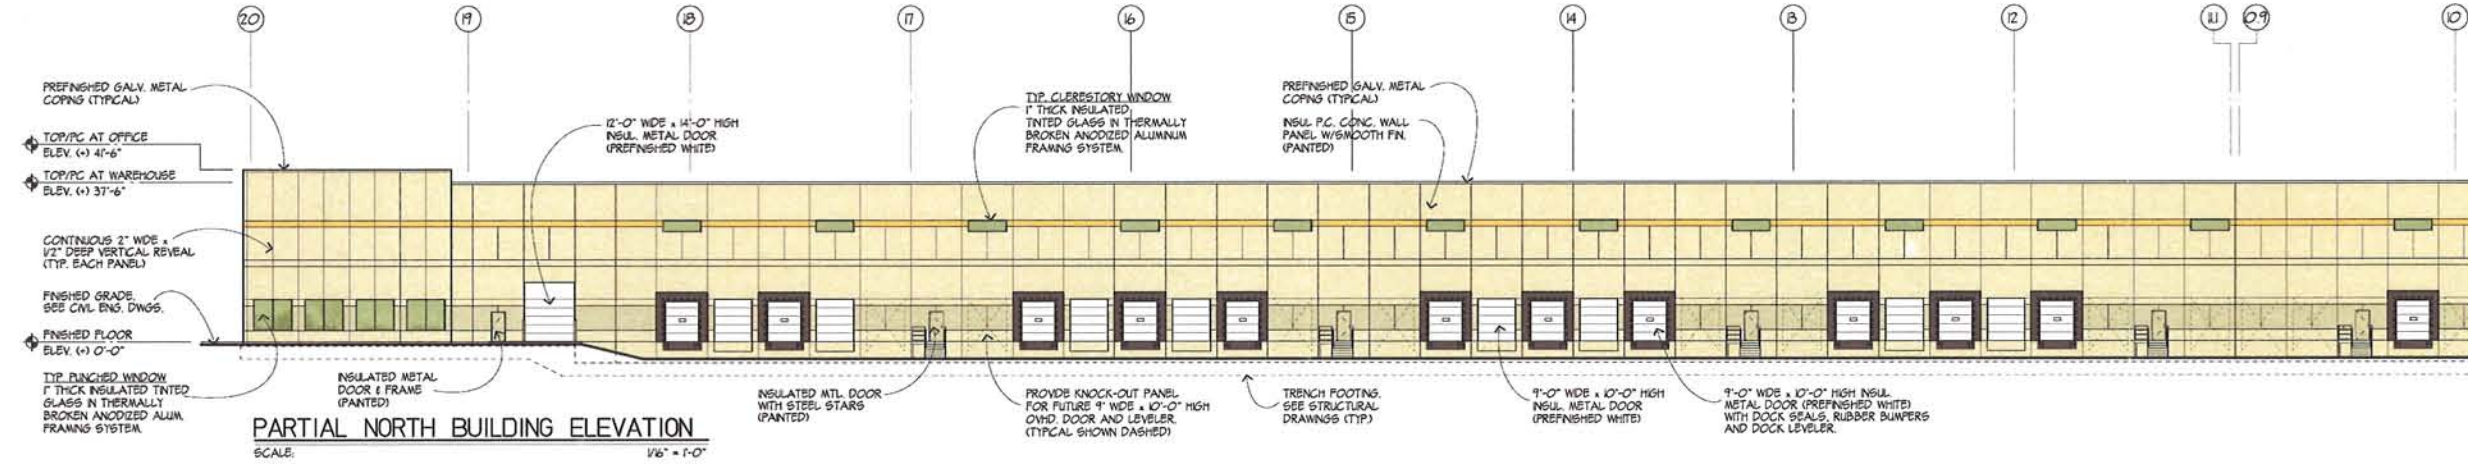 20 19 18 17 16 15 14 13 12 11.1 10.9 10
PREFINISHED GALV. METAL
COPING (TYPICAL)
TOP/PC AT OFFICE
ELEV. (+) 41'-6"
TOP/PC AT WAREHOUSE
ELEV. (+) 37'-6"
CONTINUOUS 2" WIDE x
1/2" DEEP VERTICAL REVEAL
(TYP. EACH PANEL)
FINISHED GRADE.
SEE CIVIL ENG. DWGS.
FINISHED FLOOR
ELEV. (+) 0'-0"
TYP. PUNCHED WINDOW
1" THICK INSULATED TINTED
GLASS IN THERMALLY
BROKEN ANODIZED ALUM.
FRAMING SYSTEM.
12'-0" WIDE x 14'-0" HIGH
INSUL. METAL DOOR
(PREFINISHED WHITE)
TYP. CLERESTORY WINDOW
1" THICK INSULATED
TINTED GLASS IN THERMALLY
BROKEN ANODIZED ALUMINUM
FRAMING SYSTEM.
PREFINISHED GALV. METAL
COPING (TYPICAL)
INSUL P.C. CONC. WALL
PANEL W/SMOOTH FIN.
(PAINTED)
INSULATED METAL
DOOR & FRAME
(PAINTED)
INSULATED MTL. DOOR
WITH STEEL STAIRS
(PAINTED)
PROVIDE KNOCK-OUT PANEL
FOR FUTURE 9' WIDE x 10'-0" HIGH
OVHD. DOOR AND LEVELER.
(TYPICAL SHOWN DASHED)
TRENCH FOOTING.
SEE STRUCTURAL
DRAWINGS (TYP.)
9'-0" WIDE x 10'-0" HIGH
INSUL. METAL DOOR
(PREFINISHED WHITE)
9'-0" WIDE x 10'-0" HIGH INSUL.
METAL DOOR (PREFINISHED WHITE)
WITH DOCK SEALS, RUBBER BUMPERS
AND DOCK LEVELER.
PARTIAL NORTH BUILDING ELEVATION
SCALE: 1/16" = 1'-0"